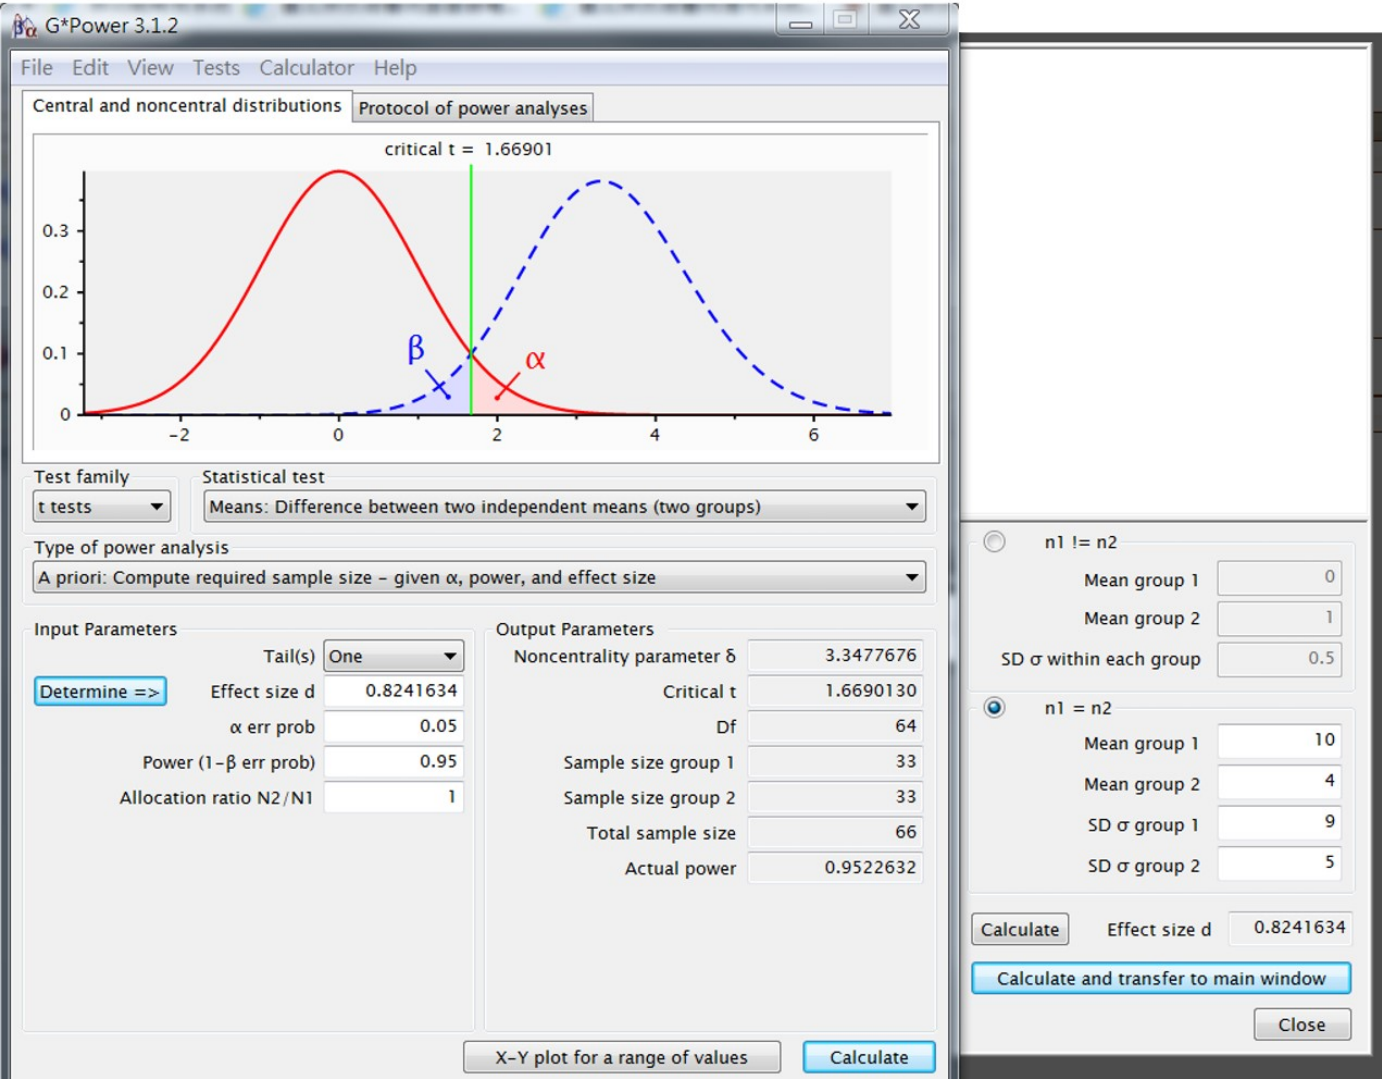 G*Power 3.1.2
File Edit View Tests Calculator Help
Central and noncentral distributions Protocol of power analyses
critical t = 1.66901
0.3
0.2
0.1
0
β
α
-2 0 2 4 6
Test family
t tests
Statistical test
Means: Difference between two independent means (two groups)
Type of power analysis
A priori: Compute required sample size – given α, power, and effect size
Input Parameters
Tail(s) One
Determine => Effect size d 0.8241634
α err prob 0.05
Power (1-β err prob) 0.95
Allocation ratio N2/N1 1
Output Parameters
Noncentrality parameter δ 3.3477676
Critical t 1.6690130
Df 64
Sample size group 1 33
Sample size group 2 33
Total sample size 66
Actual power 0.9522632
X-Y plot for a range of values Calculate
n1 != n2
Mean group 1 0
Mean group 2 1
SD σ within each group 0.5
n1 = n2
Mean group 1 10
Mean group 2 4
SD σ group 1 9
SD σ group 2 5
Calculate Effect size d 0.8241634
Calculate and transfer to main window
Close